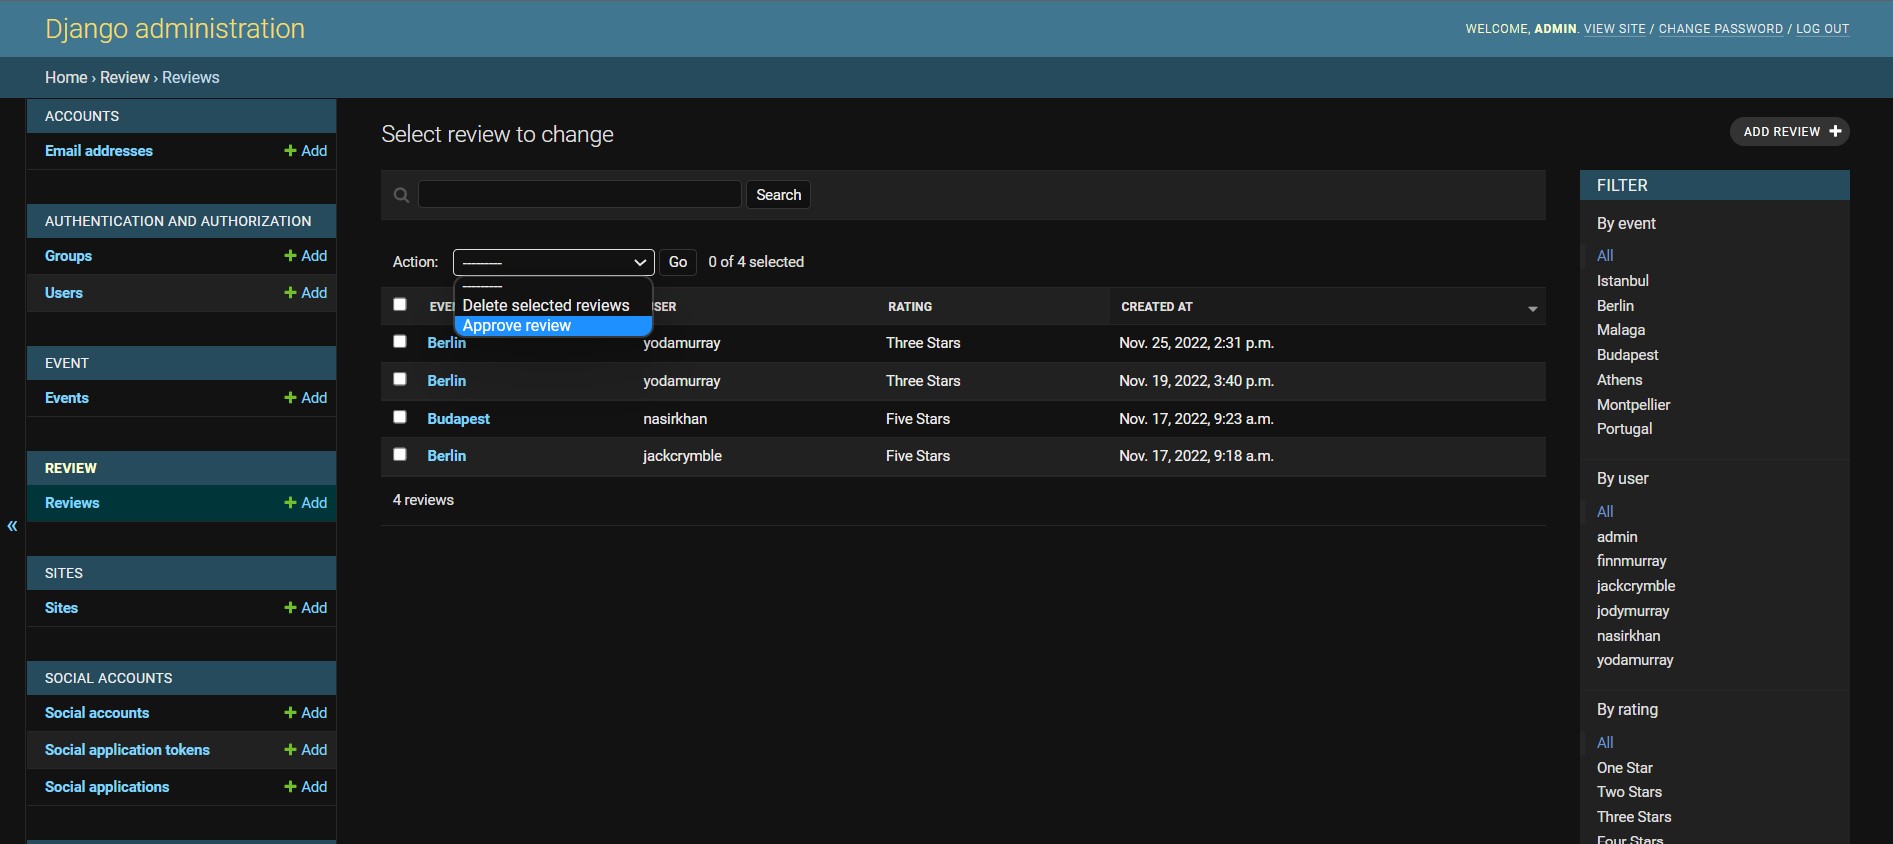 Django administration
WELCOME, ADMIN. VIEW SITE / CHANGE PASSWORD / LOG OUT
Home › Review › Reviews
ACCOUNTS
Email addresses + Add
AUTHENTICATION AND AUTHORIZATION
Groups + Add
Users + Add
EVENT
Events + Add
REVIEW
Reviews + Add
«
SITES
Sites + Add
SOCIAL ACCOUNTS
Social accounts + Add
Social application tokens + Add
Social applications + Add
Select review to change
ADD REVIEW +
Search
Action: --------- Go 0 of 4 selected
---------
Delete selected reviews
Approve review
RATING CREATED AT
Berlin yodamurray Three Stars Nov. 25, 2022, 2:31 p.m.
Berlin yodamurray Three Stars Nov. 19, 2022, 3:40 p.m.
Budapest nasirkhan Five Stars Nov. 17, 2022, 9:23 a.m.
Berlin jackcrymble Five Stars Nov. 17, 2022, 9:18 a.m.
4 reviews
FILTER
By event
All
Istanbul
Berlin
Malaga
Budapest
Athens
Montpellier
Portugal
By user
All
admin
finnmurray
jackcrymble
jodymurray
nasirkhan
yodamurray
By rating
All
One Star
Two Stars
Three Stars
Four Stars